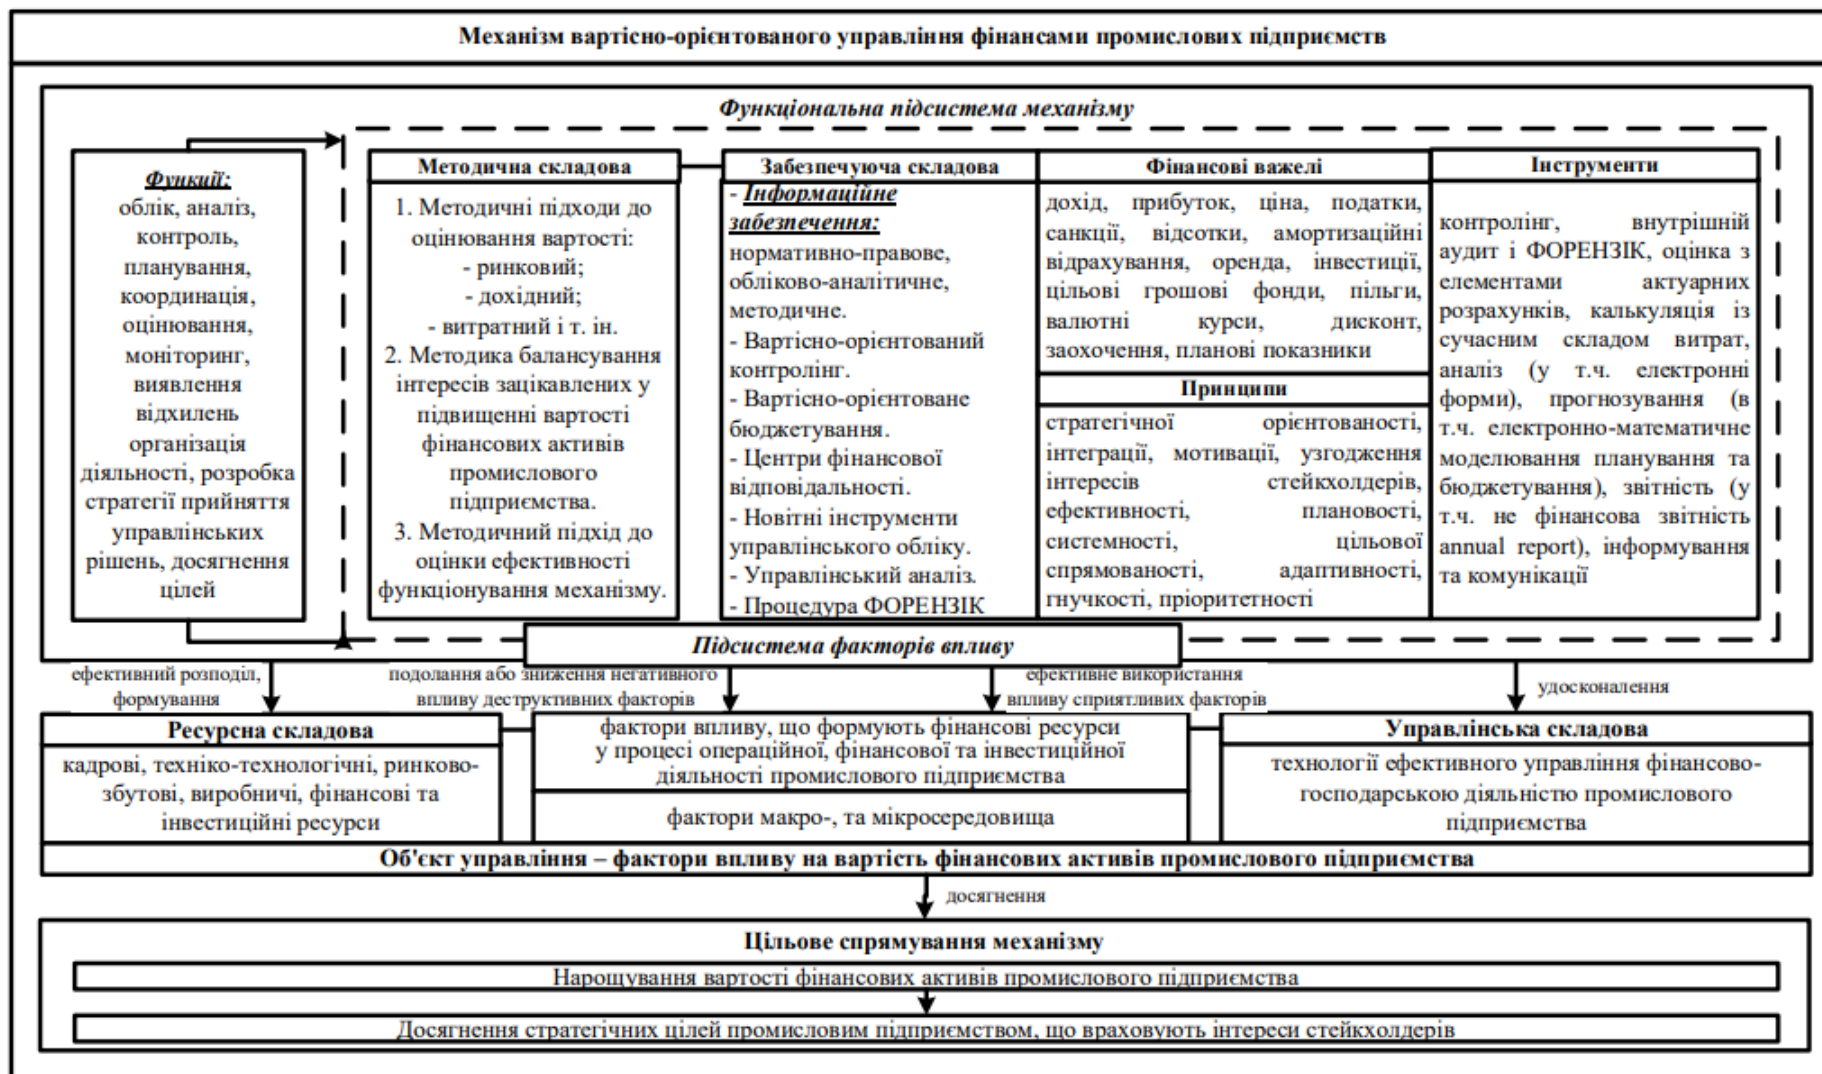 Механізм вартісно-орієнтованого управління фінансами промислових підприємств
Функціональна підсистема механізму
Функції:
облік, аналіз,
контроль,
планування,
координація,
оцінювання,
моніторинг,
виявлення
відхилень
організація
діяльності, розробка
стратегії прийняття
управлінських
рішень, досягнення
цілей
Методична складова
1. Методичні підходи до
оцінювання вартості:
- ринковий;
- дохідний;
- витратний і т. ін.
2. Методика балансування
інтересів зацікавлених у
підвищенні вартості
фінансових активів
промислового
підприємства.
3. Методичний підхід до
оцінки ефективності
функціонування механізму.
Забезпечуюча складова
- Інформаційне
забезпечення:
нормативно-правове,
обліково-аналітичне,
методичне.
- Вартісно-орієнтований
контролінг.
- Вартісно-орієнтоване
бюджетування.
- Центри фінансової
відповідальності.
- Новітні інструменти
управлінського обліку.
- Управлінський аналіз.
- Процедура ФОРЕНЗІК
Фінансові важелі
дохід, прибуток, ціна, податки,
санкції, відсотки, амортизаційні
відрахування, оренда, інвестиції,
цільові грошові фонди, пільги,
валютні курси, дисконт,
заохочення, планові показники
Принципи
стратегічної орієнтованості,
інтеграції, мотивації, узгодження
інтересів стейкхолдерів,
ефективності, плановості,
системності, цільової
спрямованості, адаптивності,
гнучкості, пріоритетності
Інструменти
контролінг, внутрішній
аудит і ФОРЕНЗІК, оцінка з
елементами актуарних
розрахунків, калькуляція із
сучасним складом витрат,
аналіз (у т.ч. електронні
форми), прогнозування (в
т.ч. електронно-математичне
моделювання планування та
бюджетування), звітність (у
т.ч. не фінансова звітність
annual report), інформування
та комунікації
Підсистема факторів впливу
ефективний розподіл,
формування
подолання або зниження негативного
впливу деструктивних факторів
ефективне використання
впливу сприятливих факторів
удосконалення
Ресурсна складова
кадрові, техніко-технологічні, ринково-
збутові, виробничі, фінансові та
інвестиційні ресурси
фактори впливу, що формують фінансові ресурси
у процесі операційної, фінансової та інвестиційної
діяльності промислового підприємства
фактори макро-, та мікросередовища
Управлінська складова
технології ефективного управління фінансово-
господарською діяльністю промислового
підприємства
Об'єкт управління – фактори впливу на вартість фінансових активів промислового підприємства
досягнення
Цільове спрямування механізму
Нарощування вартості фінансових активів промислового підприємства
Досягнення стратегічних цілей промисловим підприємством, що враховують інтереси стейкхолдерів